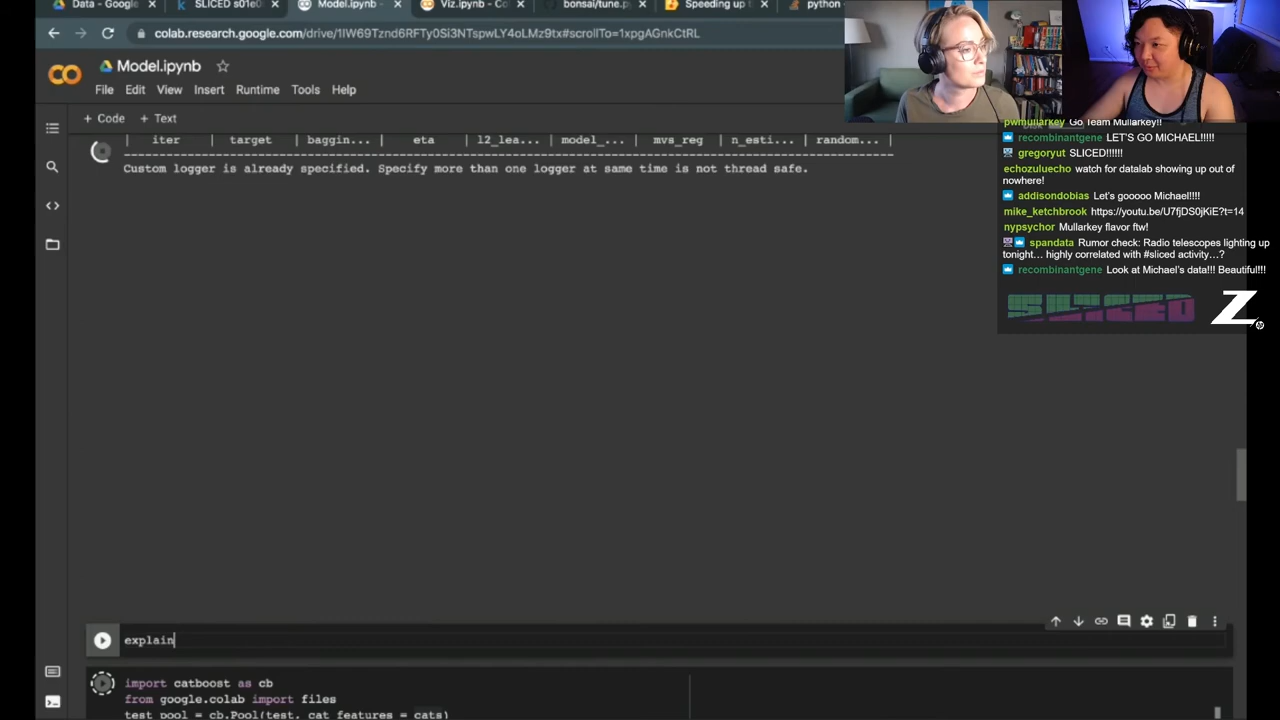 Data - Google
SLICED s01e0
Model.ipynb -
Viz.ipynb - Co
bonsai/tune.p
Speeding up t
python
colab.research.google.com/drive/1IW69Tznd6RFTy0Si3NTspwLY4oLMz9tx#scrollTo=1xpgAGnkCtRL
Model.ipynb
File Edit View Insert Runtime Tools Help
+ Code + Text
| iter | target | baggin... | eta | l2_lea... | model_... | mvs_reg | n_esti... | random... |
Custom logger is already specified. Specify more than one logger at same time is not thread safe.
explain
import catboost as cb
from google.colab import files
test_pool = cb.Pool(test, cat_features = cats)
pwmullarkey Go Team Mullarkey!!
recombinantgene LET'S GO MICHAEL!!!!!
gregoryut SLICED!!!!!!
echozuluecho watch for datalab showing up out of
nowhere!
addisondobias Let's gooooo Michael!!!!
mike_ketchbrook https://youtu.be/U7fjDS0jKiE?t=14
nypsychor Mullarkey flavor ftw!
spandata Rumor check: Radio telescopes lighting up
tonight… highly correlated with #sliced activity…?
recombinantgene Look at Michael's data!!! Beautiful!!!
SLICED
Z
hp